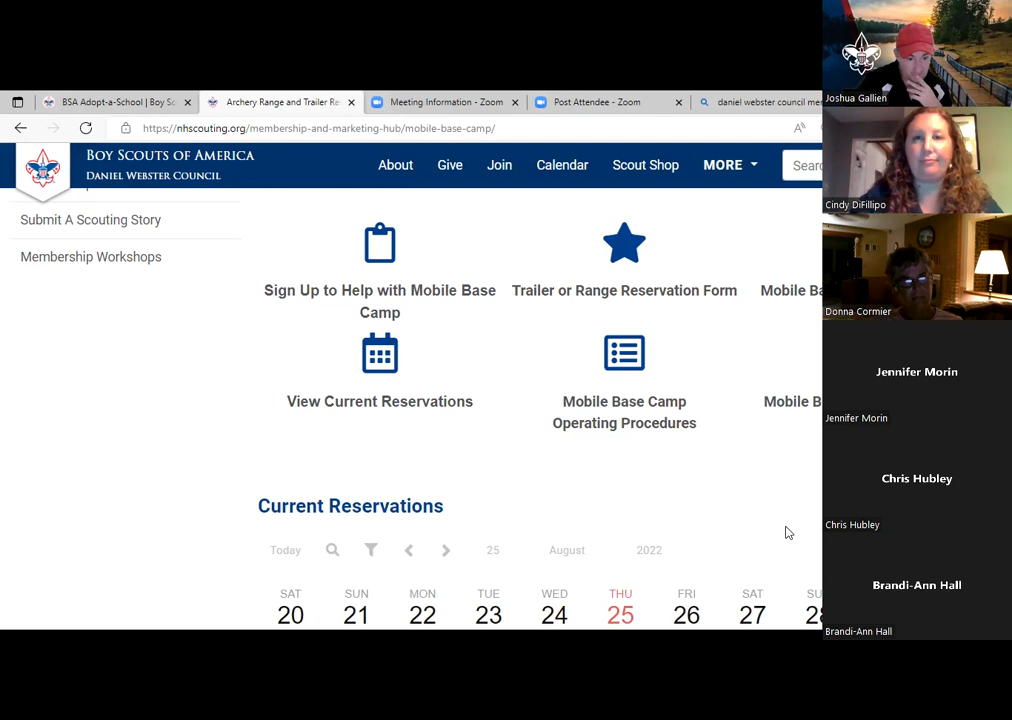 BSA Adopt-a-School | Boy Sc
Archery Range and Trailer Re
Meeting Information - Zoom
Post Attendee - Zoom
daniel webster council mem
https://nhscouting.org/membership-and-marketing-hub/mobile-base-camp/
BOY SCOUTS OF AMERICA
DANIEL WEBSTER COUNCIL
About
Give
Join
Calendar
Scout Shop
MORE
Searc
Submit A Scouting Story
Membership Workshops
Sign Up to Help with Mobile Base
Camp
Trailer or Range Reservation Form
Mobile Ba
View Current Reservations
Mobile Base Camp
Operating Procedures
Mobile B
Current Reservations
Today
25
August
2022
SAT
SUN
MON
TUE
WED
THU
FRI
SAT
SU
20
21
22
23
24
25
26
27
28
Joshua Gallien
Cindy DiFillipo
Donna Cormier
Jennifer Morin
Jennifer Morin
Chris Hubley
Chris Hubley
Brandi-Ann Hall
Brandi-Ann Hall